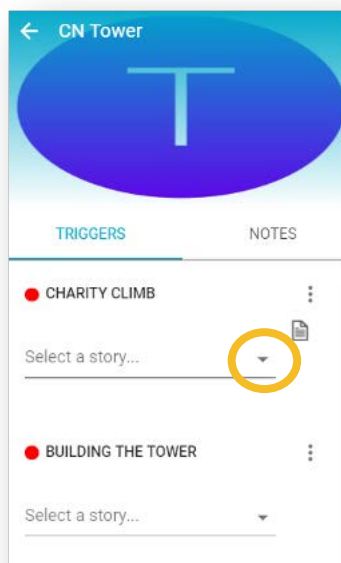 CN Tower
T
TRIGGERS NOTES
CHARITY CLIMB
Select a story...
BUILDING THE TOWER
Select a story...